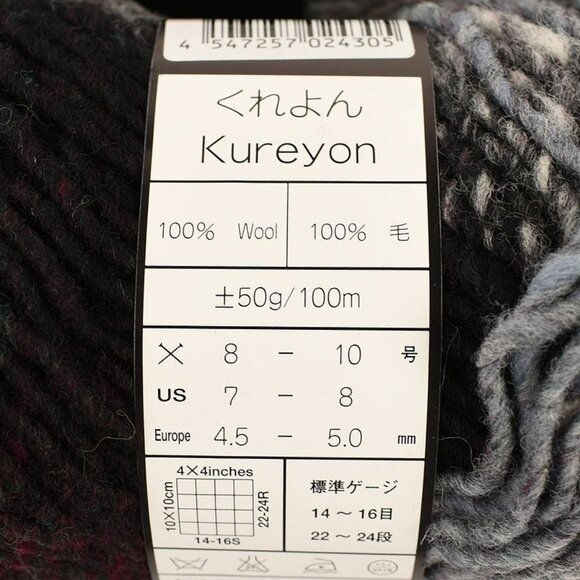 4 547257 024305
くれよん
Kureyon
100% Wool 100% 毛
±50g/100m
8 - 10 号
US 7 - 8
Europe 4.5 - 5.0 mm
4×4inches
10×10cm
22-24R
14-16S
標準ゲージ
14～16目
22～24段